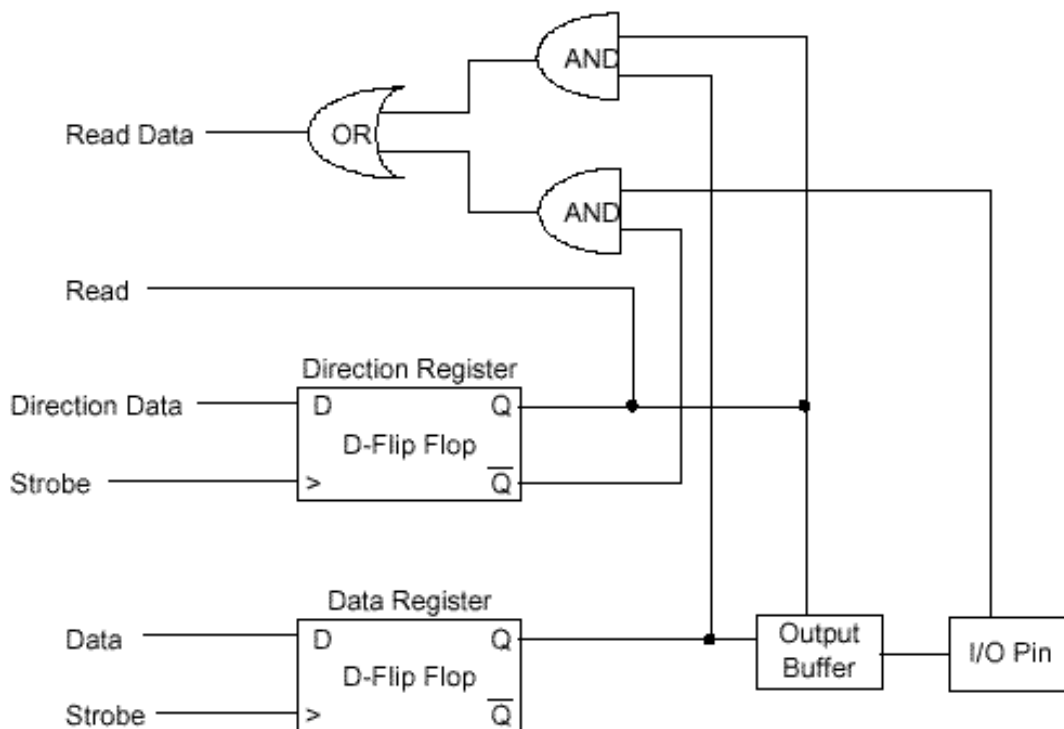 AND
OR
Read Data
AND
Read
Direction Register
Direction Data
D
Q
D-Flip Flop
Strobe
>
Q
Data Register
Data
D
Q
D-Flip Flop
Output
Buffer
I/O Pin
Strobe
>
Q